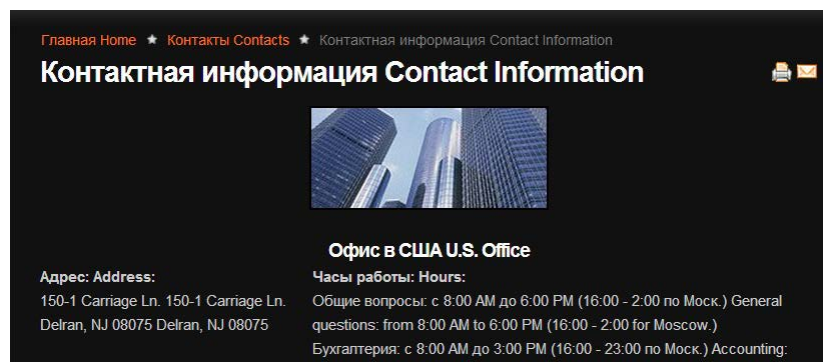 Главная Home ★ Контакты Contacts ★ Контактная информация Contact Information
Контактная информация Contact Information
Офис в США U.S. Office
Адрес: Address:
150-1 Carriage Ln. 150-1 Carriage Ln.
Delran, NJ 08075 Delran, NJ 08075
Часы работы: Hours:
Общие вопросы: с 8:00 AM до 6:00 PM (16:00 - 2:00 по Моск.) General
questions: from 8:00 AM to 6:00 PM (16:00 - 2:00 for Moscow.)
Бухгалтерия: с 8:00 AM до 3:00 PM (16:00 - 23:00 по Моск.) Accounting: